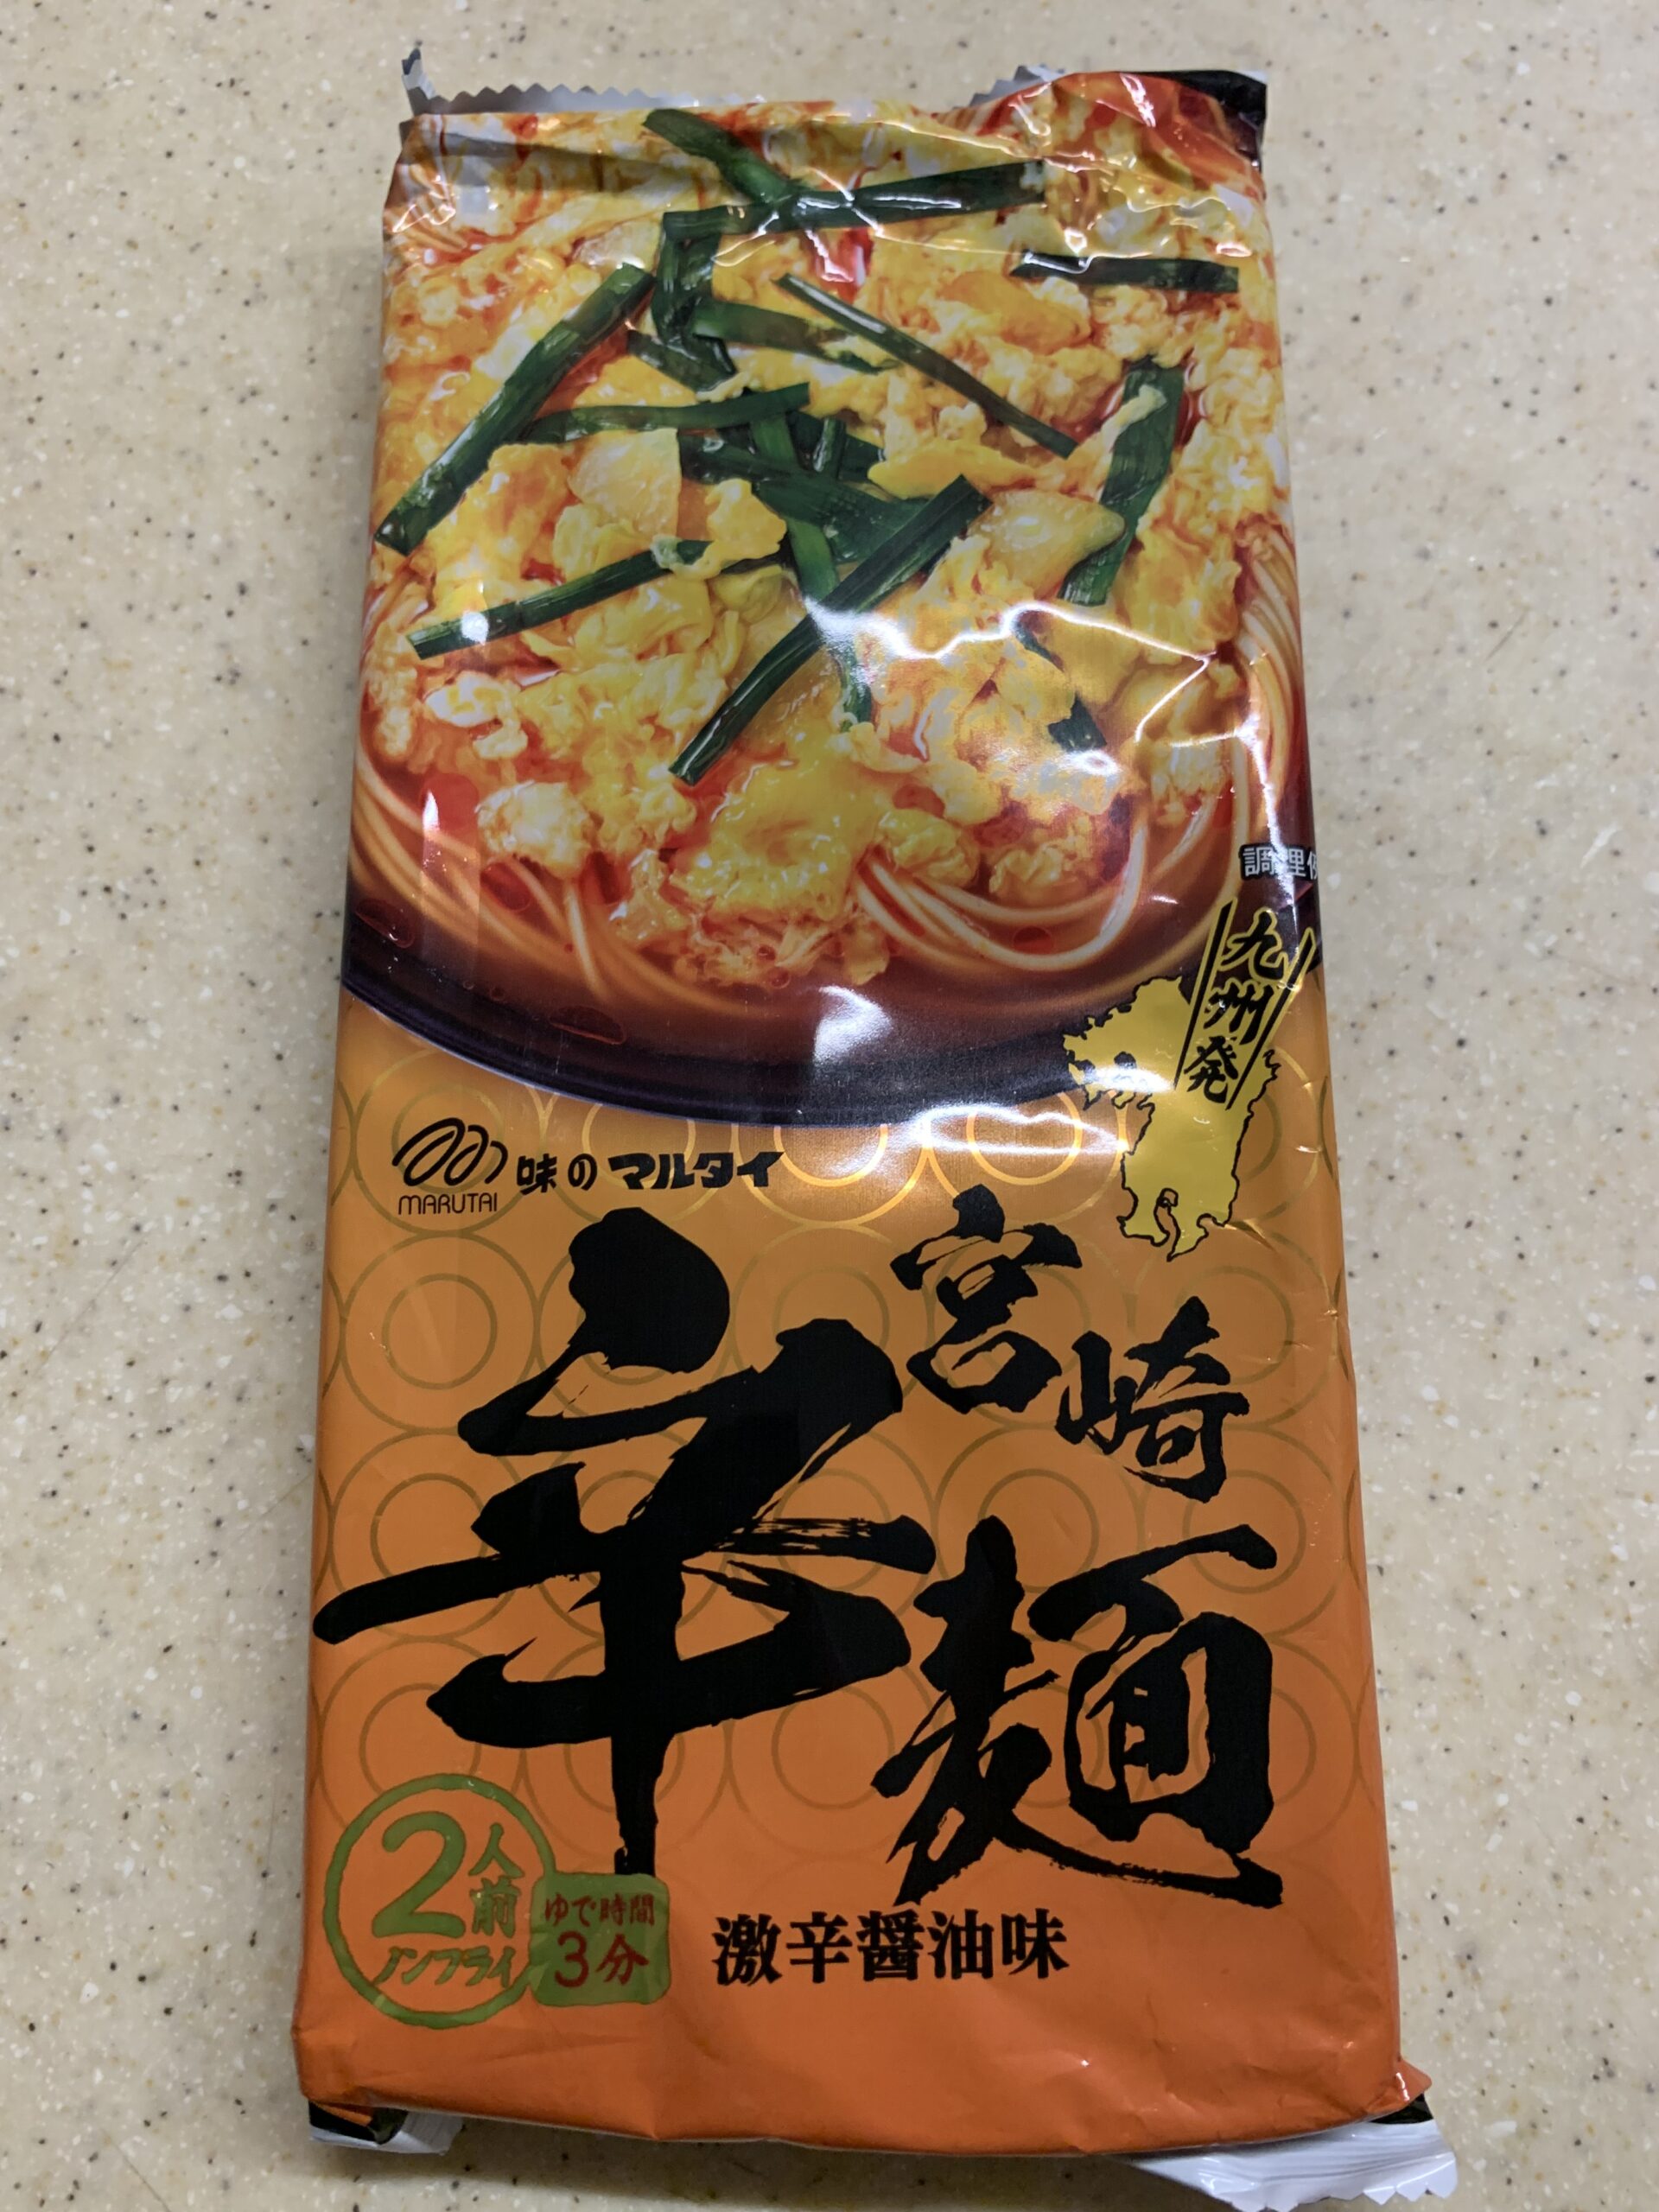 調理例
九州発
MARUTAI
味のマルタイ
宮崎
辛麺
2人前
ノンフライ
ゆで時間
3分
激辛醤油味